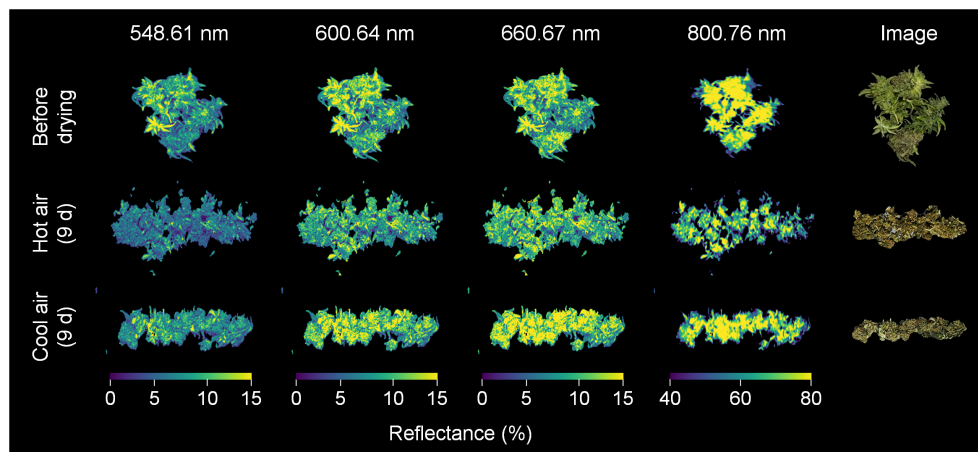 548.61 nm 600.64 nm 660.67 nm 800.76 nm Image
Before
drying
Hot air
(9 d)
Cool air
(9 d)
0 5 10 15 0 5 10 15 0 5 10 15 40 60 60 80
Reflectance (%)